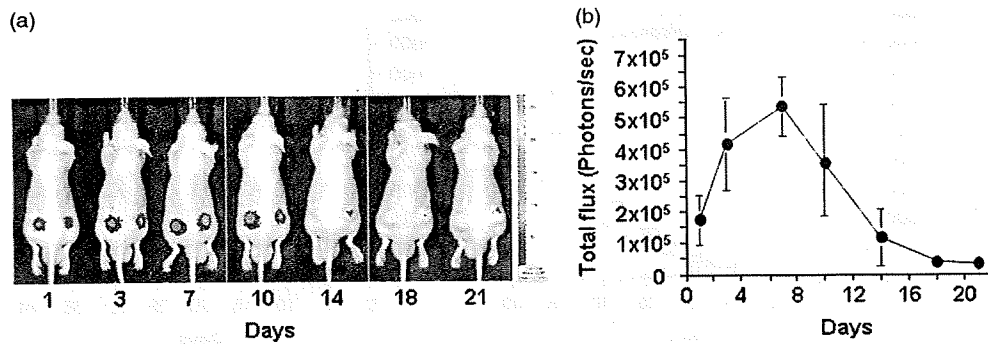 (a)
1 3 7 10 14 18 21
Days
(b)
Total flux (Photons/sec)
7x10⁵
6x10⁵
5x10⁵
4x10⁵
3x10⁵
2x10⁵
1x10⁵
0
0 4 8 12 16 20
Days